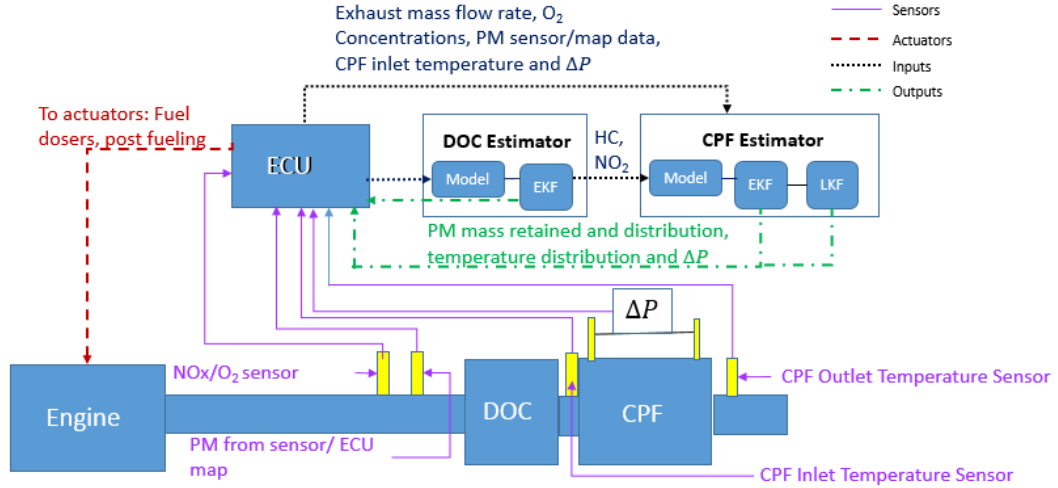 Exhaust mass flow rate, O2
Concentrations, PM sensor/map data,
CPF inlet temperature and ΔP
Sensors
Actuators
Inputs
Outputs
To actuators: Fuel
dosers, post fueling
ECU
DOC Estimator
Model
EKF
HC,
NO2
CPF Estimator
Model
EKF
LKF
PM mass retained and distribution,
temperature distribution and ΔP
ΔP
NOx/O2 sensor
CPF Outlet Temperature Sensor
Engine
DOC
CPF
PM from sensor/ ECU
map
CPF Inlet Temperature Sensor